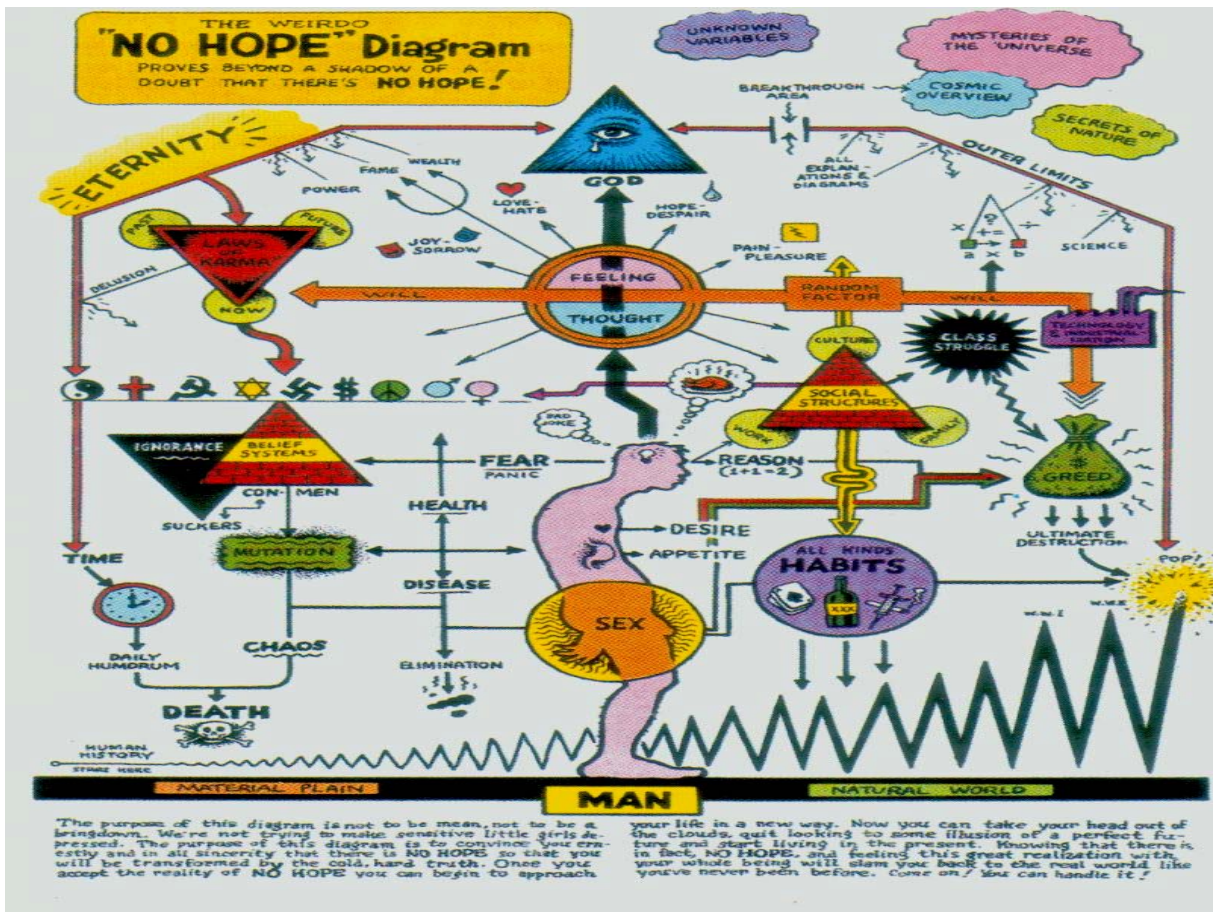 THE WEIRDO
"NO HOPE" Diagram
PROVES BEYOND A SHADOW OF A
DOUBT THAT THERE'S NO HOPE!
UNKNOWN
VARIABLES
MYSTERIES OF
THE UNIVERSE
BREAKTHROUGH
AREA
COSMIC
OVERVIEW
SECRETS OF
NATURE
ETERNITY
POWER
FAME
WEALTH
GOD
ALL
EXPLAN-
ATIONS &
DIAGRAMS
OUTER LIMITS
LOVE-
HATE
HOPE-
DESPAIR
PAST
FUTURE
LAWS
OF
KARMA
NOW
JOY-
SORROW
PAIN-
PLEASURE
?
x += ÷
a x b
SCIENCE
DELUSION
FEELING
THOUGHT
WILL
RANDOM
FACTOR
WILL
CULTURE
CLASS
STRUGGLE
TECHNOLOGY
& INDUSTRIAL-
IZATION
$
SOCIAL
STRUCTURES
WORK
FAMILY
BAD
JOKE
IGNORANCE
BELIEF
SYSTEMS
FEAR
PANIC
REASON
(1+1=2)
$
GREED
CON-MEN
SUCKERS
HEALTH
DESIRE
APPETITE
ULTIMATE
DESTRUCTION
TIME
MUTATION
DISEASE
ALL KINDS
HABITS
XXX
POP!
SEX
W.W.I
W.W.II
DAILY
HUMDRUM
CHAOS
ELIMINATION
DEATH
HUMAN
HISTORY
START HERE
MATERIAL PLAIN
MAN
NATURAL WORLD
The purpose of this diagram is not to be mean, not to be a
bringdown. We're not trying to make sensitive little girls de-
pressed. The purpose of this diagram is to convince you ern-
estly and in all sincerity that there is NO HOPE so that you
will be transformed by the cold, hard truth. Once you
accept the reality of NO HOPE you can begin to approach
your life in a new way. Now you can take your head out of
the clouds, quit looking to some illusion of a perfect fu-
ture and start living in the present. Knowing that there is
in fact, NO HOPE, and feeling this great realization with
your whole being will slam you back to the real world like
you've never been before. Come on! You can handle it!